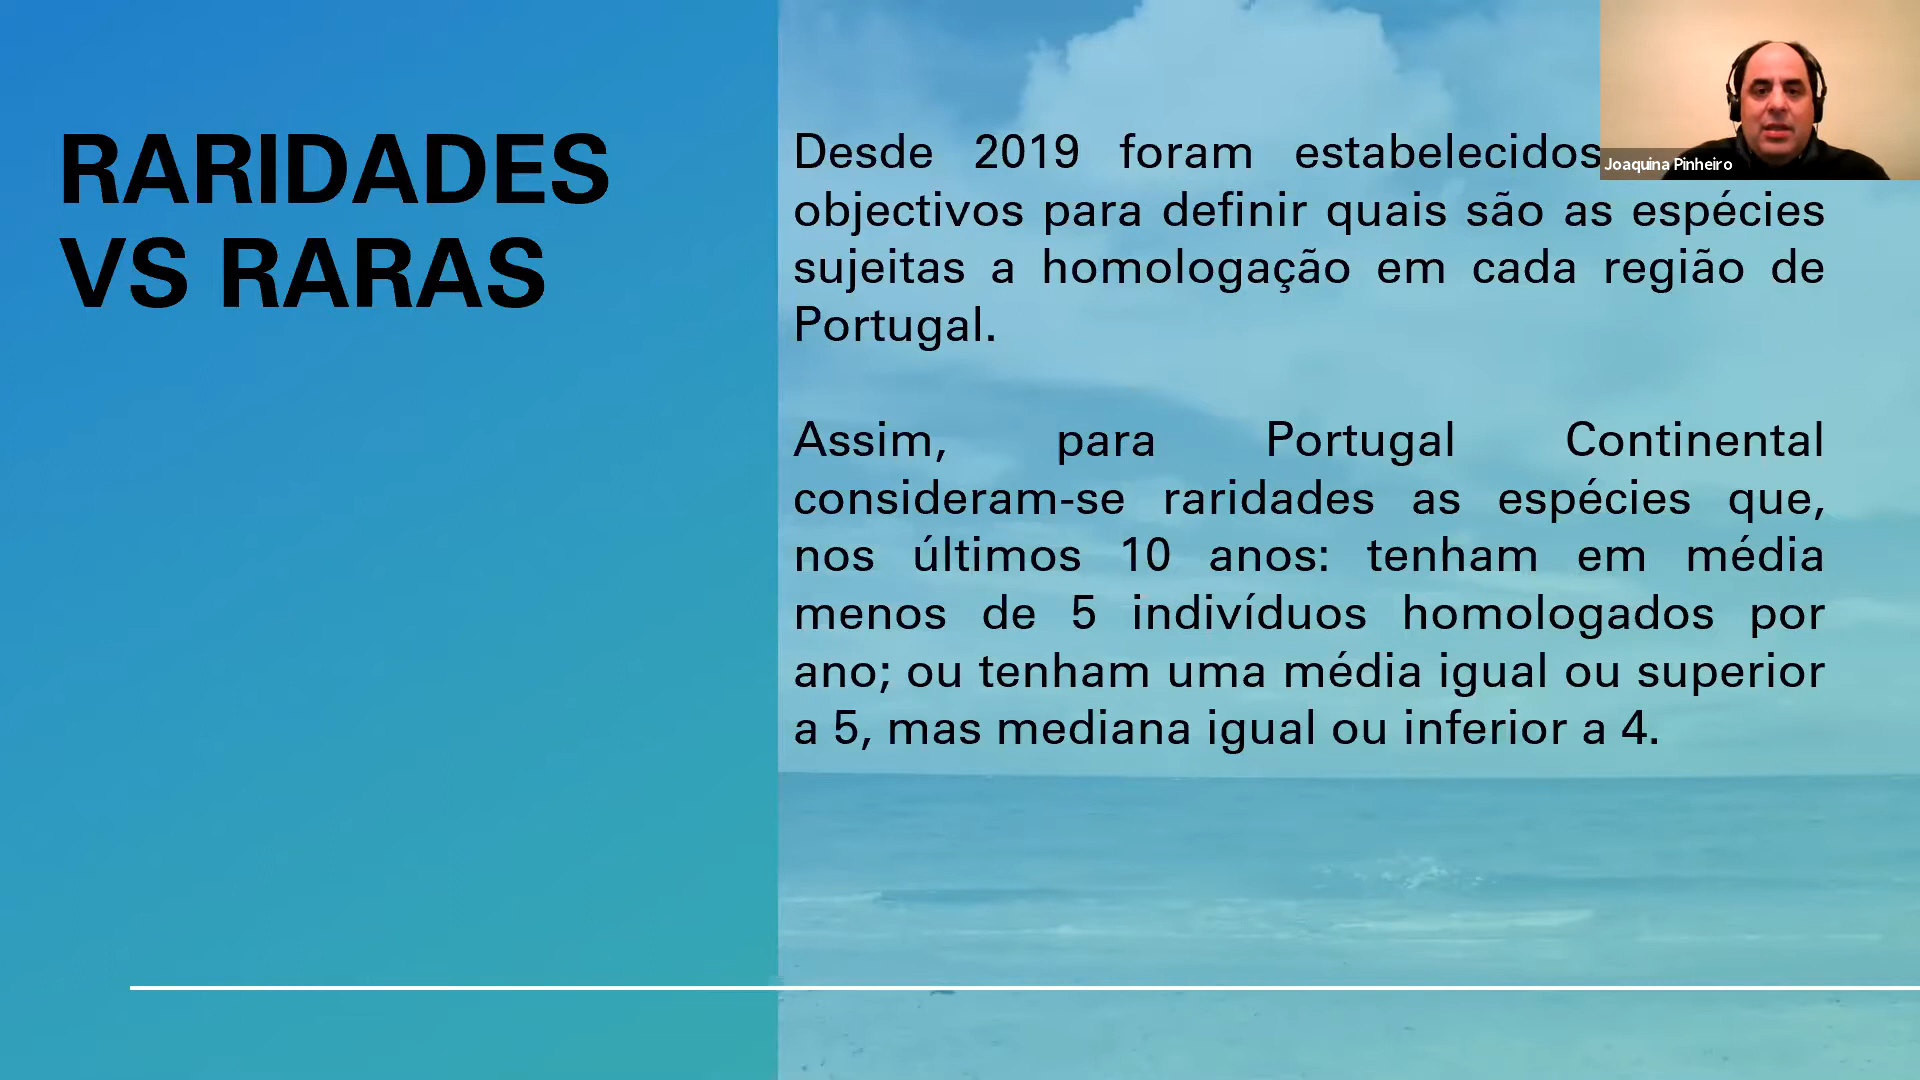 RARIDADES
VS RARAS
Desde 2019 foram estabelecidos
objectivos para definir quais são as espécies
sujeitas a homologação em cada região de
Portugal.
Assim, para Portugal Continental
consideram-se raridades as espécies que,
nos últimos 10 anos: tenham em média
menos de 5 indivíduos homologados por
ano; ou tenham uma média igual ou superior
a 5, mas mediana igual ou inferior a 4.
Joaquina Pinheiro